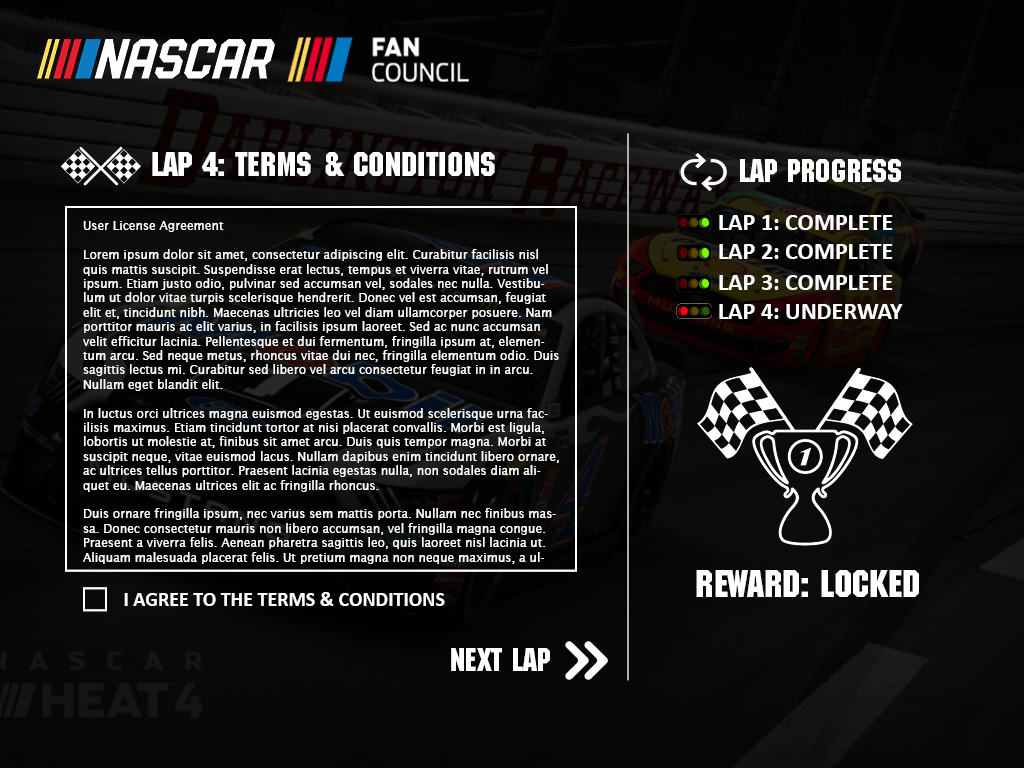 NASCAR FAN COUNCIL
DARLINGTON RACEWAY
LAP 4: TERMS & CONDITIONS
User License Agreement
Lorem ipsum dolor sit amet, consectetur adipiscing elit. Curabitur facilisis nisl
quis mattis suscipit. Suspendisse erat lectus, tempus et viverra vitae, rutrum vel
ipsum. Etiam justo odio, pulvinar sed accumsan vel, sodales nec nulla. Vestibu-
lum ut dolor vitae turpis scelerisque hendrerit. Donec vel est accumsan, feugiat
elit et, tincidunt nibh. Maecenas ultricies leo vel diam ullamcorper posuere. Nam
porttitor mauris ac elit varius, in facilisis ipsum laoreet. Sed ac nunc accumsan
velit efficitur lacinia. Pellentesque et dui fermentum, fringilla ipsum at, elemen-
tum arcu. Sed neque metus, rhoncus vitae dui nec, fringilla elementum odio. Duis
sagittis lectus mi. Curabitur sed libero vel arcu consectetur feugiat in in arcu.
Nullam eget blandit elit.
In luctus orci ultrices magna euismod egestas. Ut euismod scelerisque urna fac-
ilisis maximus. Etiam tincidunt tortor at nisi placerat convallis. Morbi est ligula,
lobortis ut molestie at, finibus sit amet arcu. Duis quis tempor magna. Morbi at
suscipit neque, vitae euismod lacus. Nullam dapibus enim tincidunt libero ornare,
ac ultrices tellus porttitor. Praesent lacinia egestas nulla, non sodales diam ali-
quet eu. Maecenas ultrices elit ac fringilla rhoncus.
Duis ornare fringilla ipsum, nec varius sem mattis porta. Nullam nec finibus mas-
sa. Donec consectetur mauris non libero accumsan, vel fringilla magna congue.
Praesent a viverra felis. Aenean pharetra sagittis leo, quis laoreet nisl lacinia ut.
Aliquam malesuada placerat felis. Ut pretium magna non neque maximus, a ul-
I AGREE TO THE TERMS & CONDITIONS
NEXT LAP
LAP PROGRESS
LAP 1: COMPLETE
LAP 2: COMPLETE
LAP 3: COMPLETE
LAP 4: UNDERWAY
1
REWARD: LOCKED
NASCAR
HEAT 4